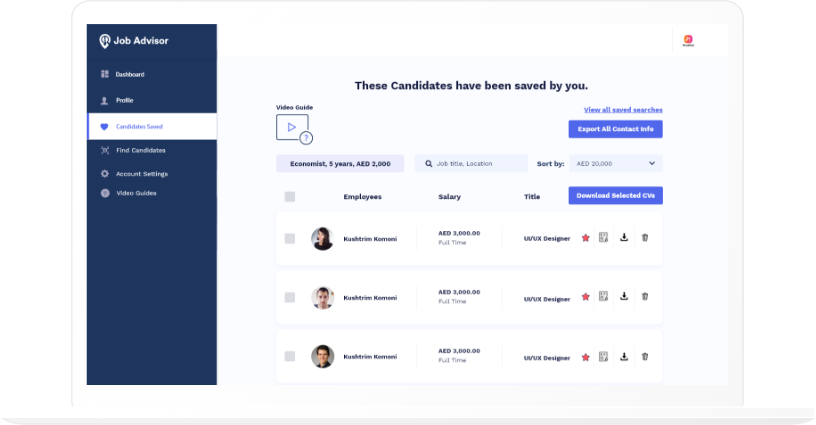 Job Advisor
Dashboard
Profile
Candidates Saved
Find Candidates
Account Settings
Video Guides
These Candidates have been saved by you.
Video Guide
?
View all saved searches
Export All Contact Info
Economist, 5 years, AED 2,000
Job title, Location
Sort by:
AED 20,000
Employees
Salary
Title
Download Selected CVs
Kushtrim Komoni
AED 3,000.00
Full Time
UI/UX Designer
Kushtrim Komoni
AED 3,000.00
Full Time
UI/UX Designer
Kushtrim Komoni
AED 3,000.00
Full Time
UI/UX Designer